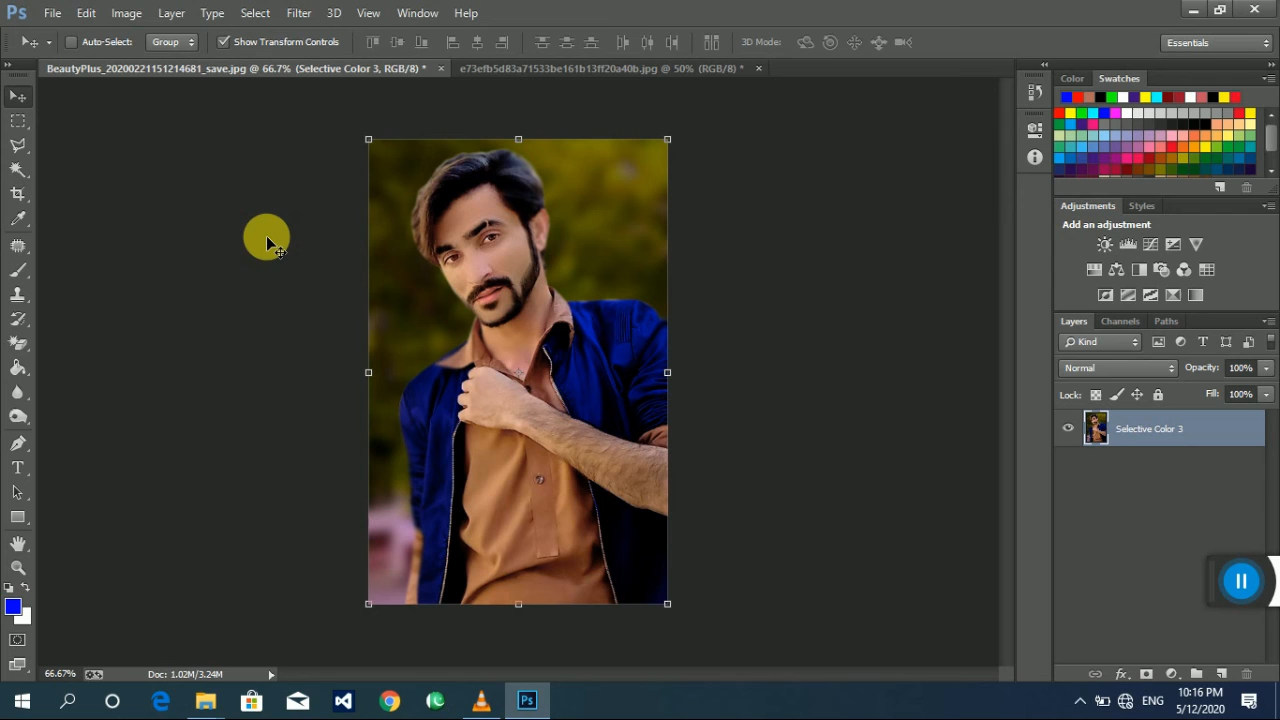 Ps File Edit Image Layer Type Select Filter 3D View Window Help
Auto-Select: Group Show Transform Controls 3D Mode: Essentials
BeautyPlus_20200221151214681_save.jpg @ 66.7% (Selective Color 3, RGB/8) * × e73efb5d83a71533be161b13ff20a40b.jpg @ 50% (RGB/8) * ×
Color Swatches
Adjustments Styles
Add an adjustment
Layers Channels Paths
Kind
Normal Opacity: 100%
Lock: Fill: 100%
Selective Color 3
T
66.67% Doc: 1.02M/3.24M
Ps ENG 10:16 PM
5/12/2020